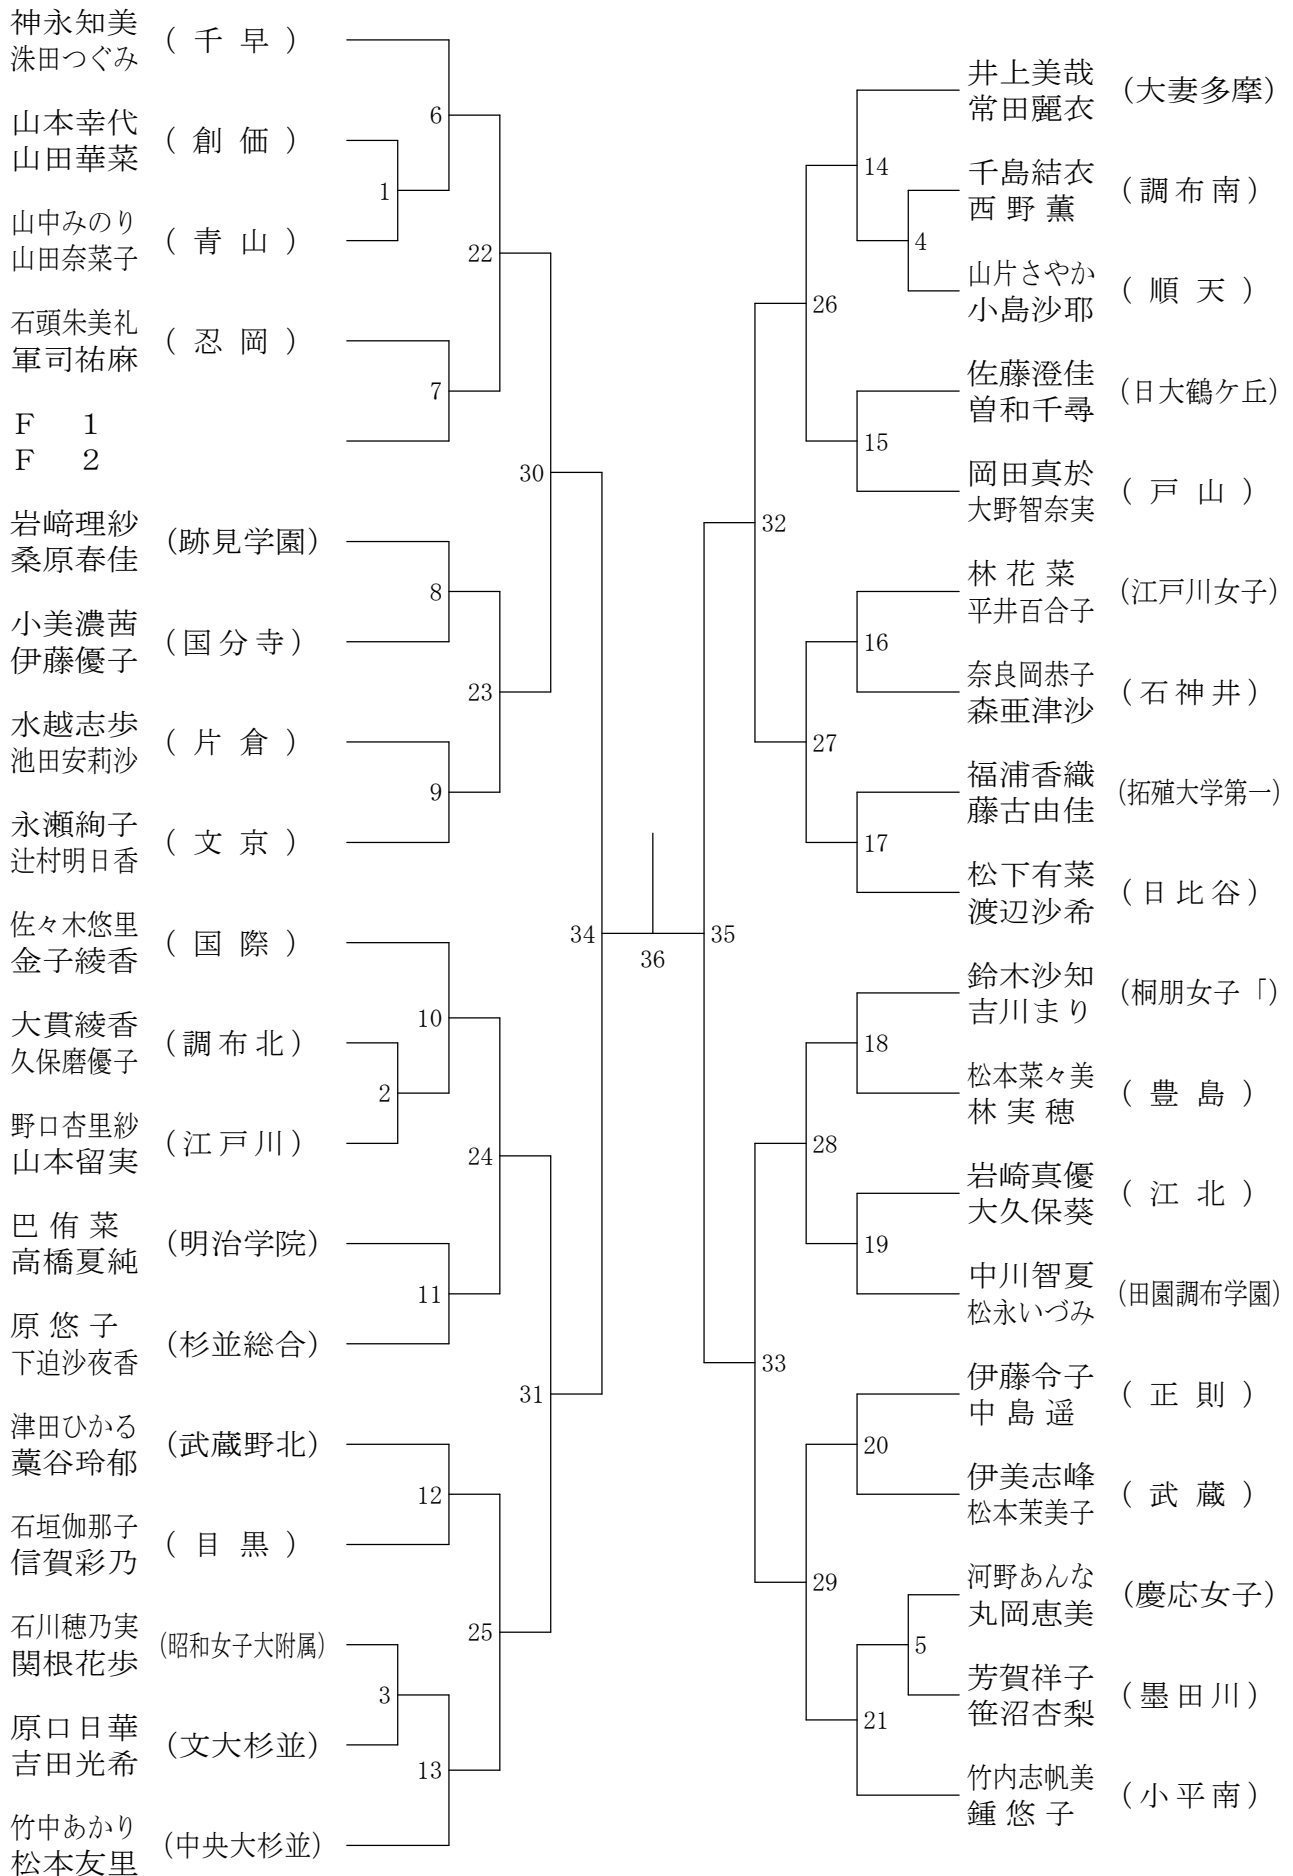 神永知美
洙田つぐみ
( 千 早 )
山本幸代
山田華菜
( 創 価 )
山中みのり
山田奈菜子
( 青 山 )
石頭朱美礼
軍司祐麻
( 忍 岡 )
F 1
F 2
岩﨑理紗
桑原春佳
(跡見学園)
小美濃茜
伊藤優子
(国分寺)
水越志歩
池田安莉沙
( 片 倉 )
永瀬絢子
辻村明日香
( 文 京 )
佐々木悠里
金子綾香
( 国 際 )
大貫綾香
久保磨優子
(調布北)
野口杏里紗
山本留実
(江戸川)
巴 侑 菜
高橋夏純
(明治学院)
原 悠 子
下迫沙夜香
(杉並総合)
津田ひかる
藁谷玲郁
(武蔵野北)
石垣伽那子
信賀彩乃
( 目 黒 )
石川穂乃実
関根花歩
(昭和女子大附属)
原口日華
吉田光希
(文大杉並)
竹中あかり
松本友里
(中央大杉並)
1
2
3
6
7
8
9
10
11
12
13
22
23
24
25
30
31
34
36
35
32
33
26
27
28
29
14
15
16
17
18
19
20
21
4
5
井上美哉
常田麗衣
(大妻多摩)
千島結衣
西 野 薫
(調布南)
山片さやか
小島沙耶
( 順 天 )
佐藤澄佳
曽和千尋
(日大鶴ケ丘)
岡田真於
大野智奈実
( 戸 山 )
林 花 菜
平井百合子
(江戸川女子)
奈良岡恭子
森亜津沙
(石神井)
福浦香織
藤古由佳
(拓殖大学第一)
松下有菜
渡辺沙希
(日比谷)
鈴木沙知
吉川まり
(桐朋女子「)
松本菜々美
林 実 穂
( 豊 島 )
岩崎真優
大久保葵
( 江 北 )
中川智夏
松永いづみ
(田園調布学園)
伊藤令子
中 島 遥
( 正 則 )
伊美志峰
松本茉美子
( 武 蔵 )
河野あんな
丸岡恵美
(慶応女子)
芳賀祥子
笹沼杏梨
(墨田川)
竹内志帆美
鍾 悠 子
(小平南)